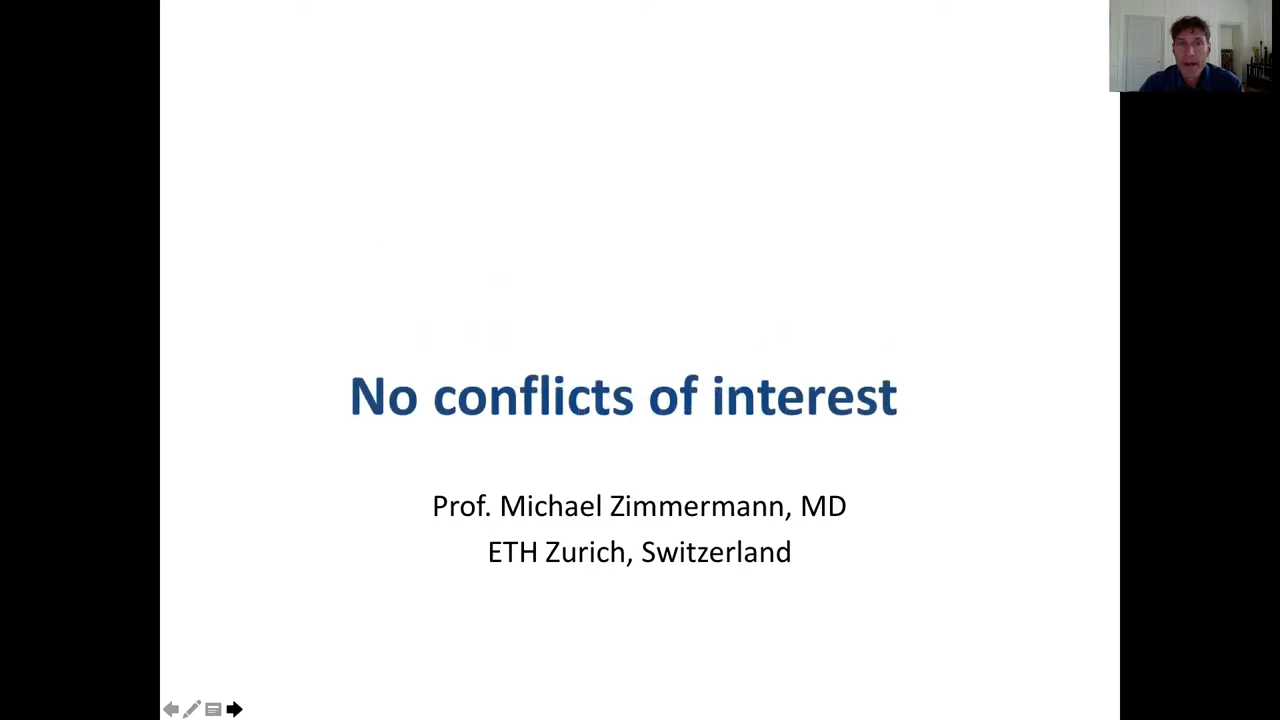 No conflicts of interest
Prof. Michael Zimmermann, MD
ETH Zurich, Switzerland